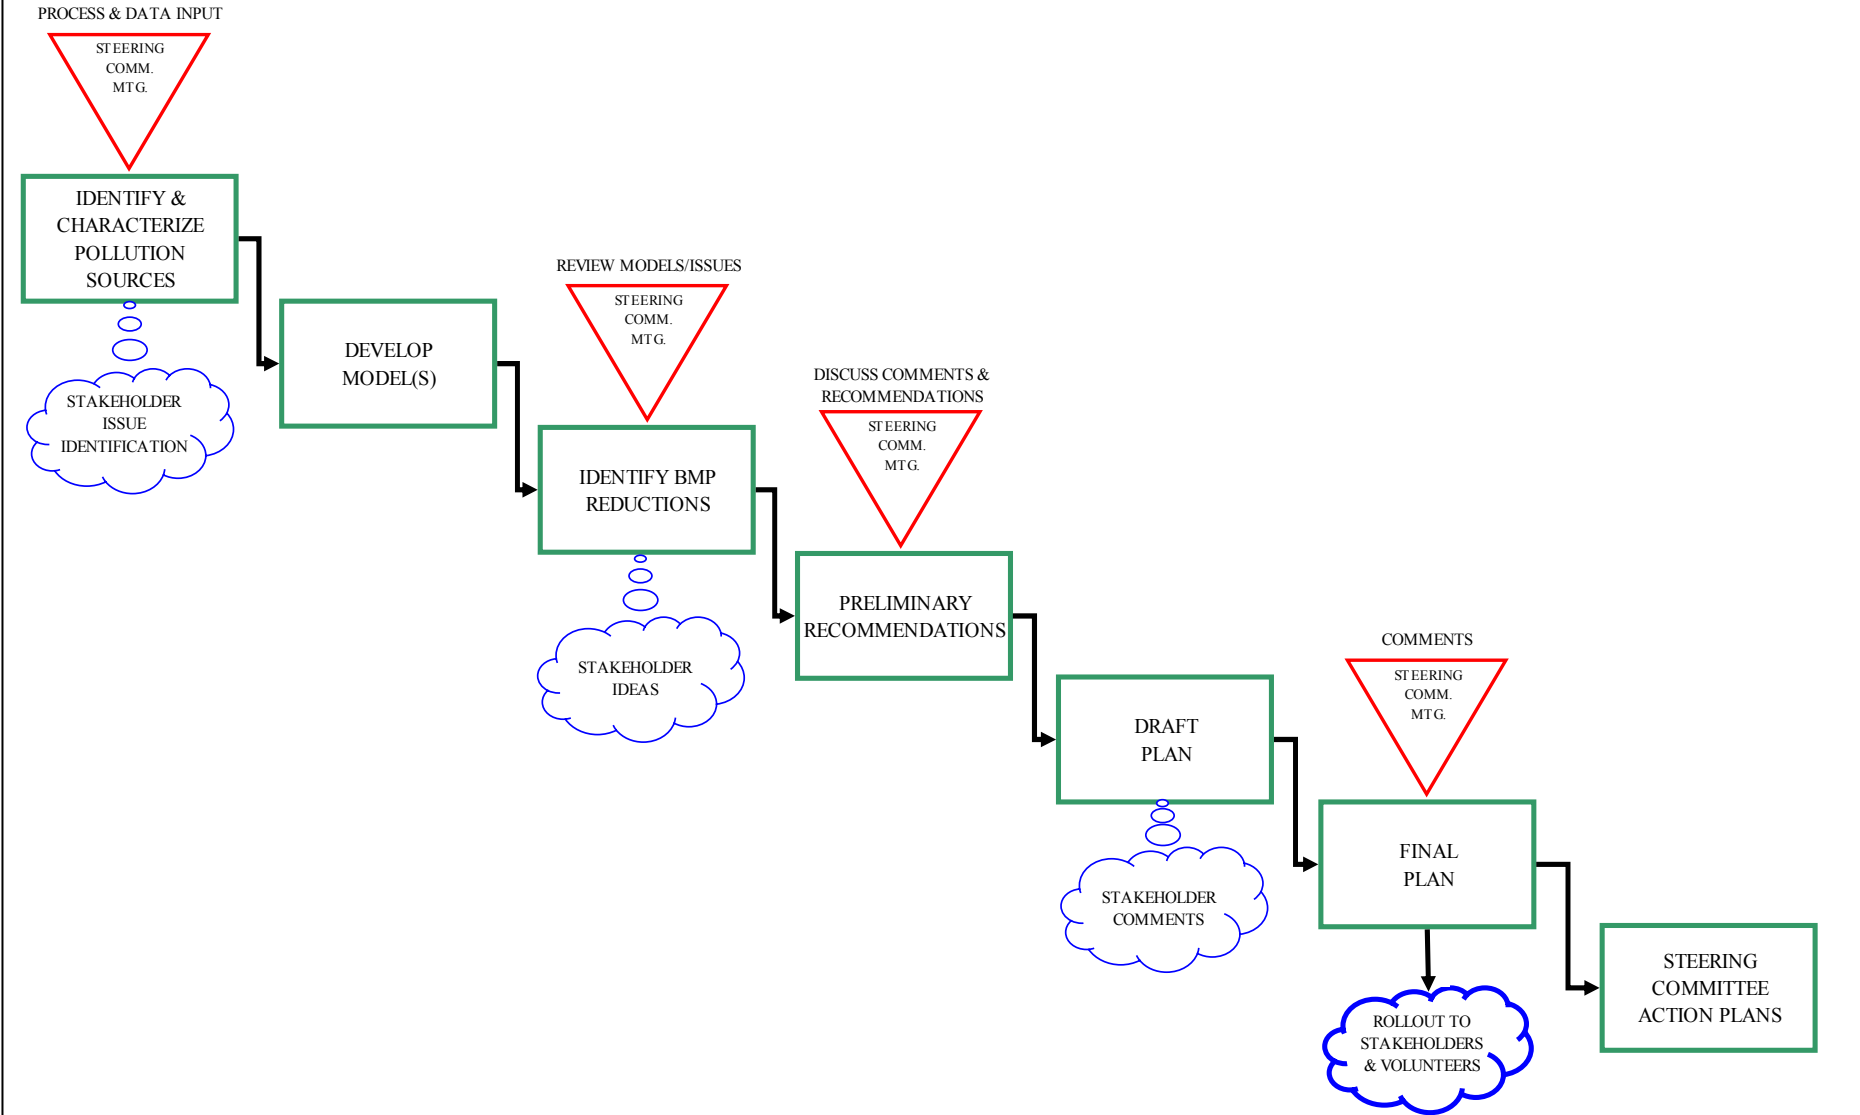 PROCESS & DATA INPUT
STEERING
COMM.
MTG.
IDENTIFY &
CHARACTERIZE
POLLUTION
SOURCES
STAKEHOLDER
ISSUE
IDENTIFICATION
DEVELOP
MODEL(S)
REVIEW MODELS/ISSUES
STEERING
COMM.
MTG.
IDENTIFY BMP
REDUCTIONS
STAKEHOLDER
IDEAS
DISCUSS COMMENTS &
RECOMMENDATIONS
STEERING
COMM.
MTG.
PRELIMINARY
RECOMMENDATIONS
DRAFT
PLAN
STAKEHOLDER
COMMENTS
COMMENTS
STEERING
COMM.
MTG.
FINAL
PLAN
ROLLOUT TO
STAKEHOLDERS
& VOLUNTEERS
STEERING
COMMITTEE
ACTION PLANS